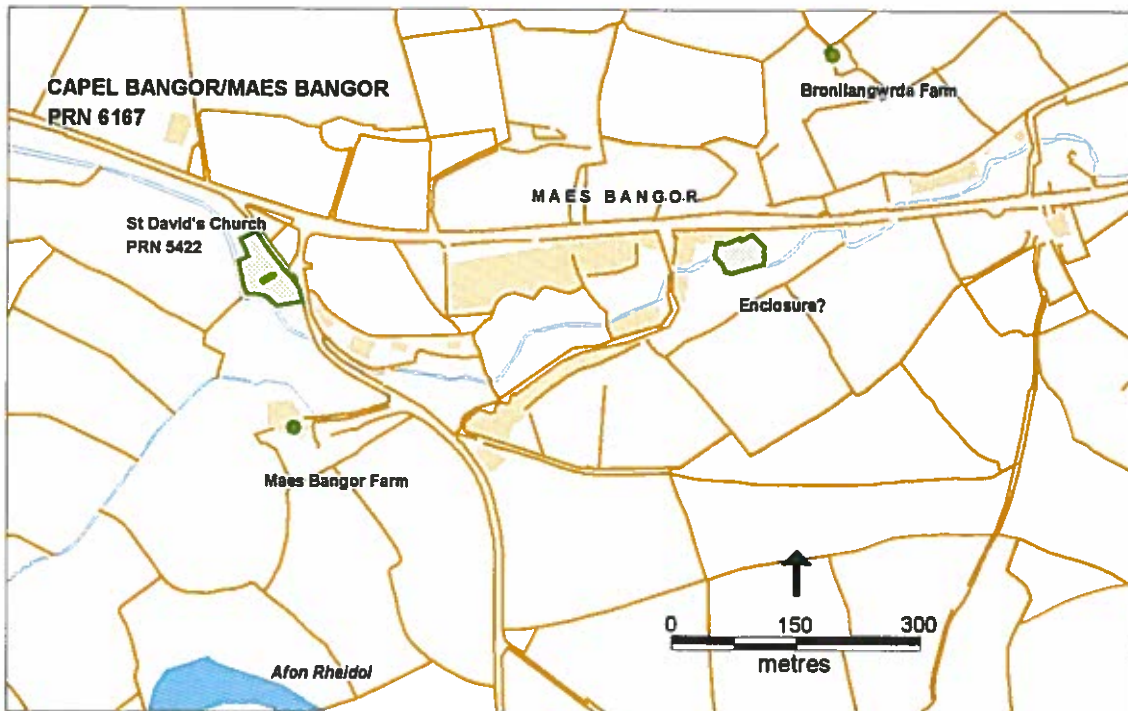 CAPEL BANGOR/MAES BANGOR
PRN 6167
Bronllangwrda Farm
MAES BANGOR
St David's Church
PRN 5422
Enclosure?
Maes Bangor Farm
0 150 300
metres
Afon Rheidol